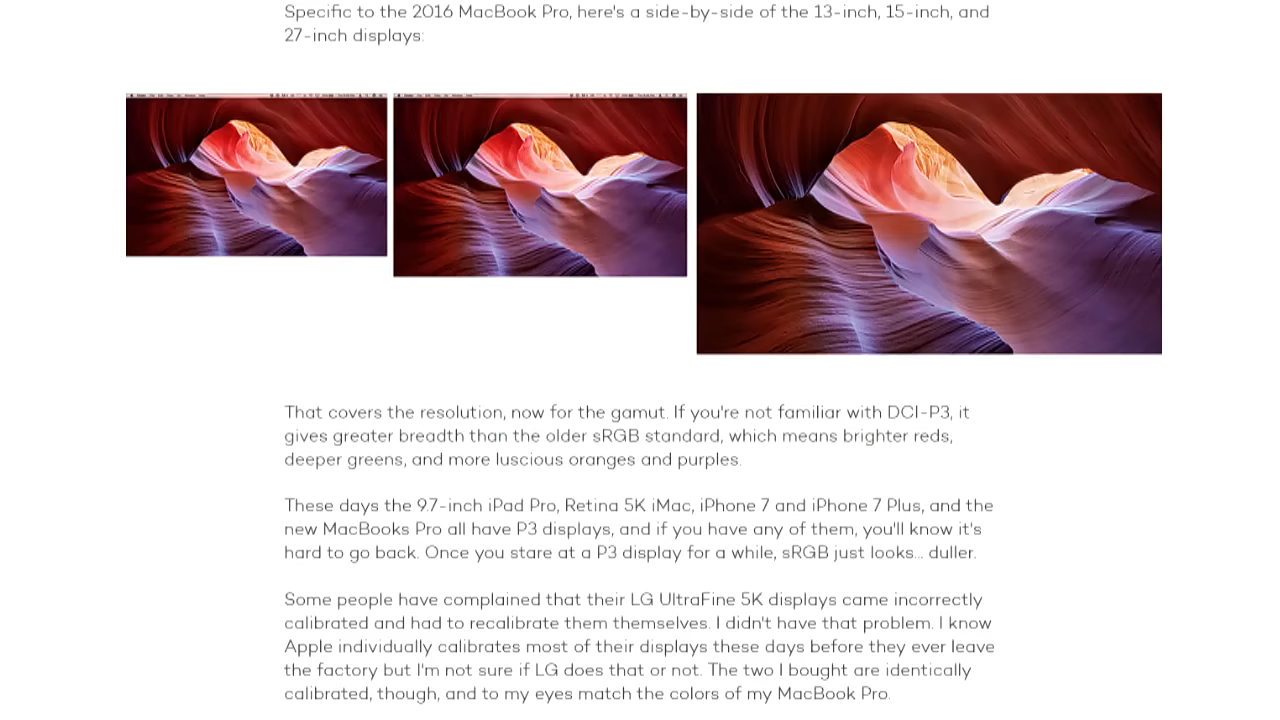 Specific to the 2016 MacBook Pro, here's a side-by-side of the 13-inch, 15-inch, and
27-inch displays:
That covers the resolution, now for the gamut. If you're not familiar with DCI-P3, it
gives greater breadth than the older sRGB standard, which means brighter reds,
deeper greens, and more luscious oranges and purples.
These days the 9.7-inch iPad Pro, Retina 5K iMac, iPhone 7 and iPhone 7 Plus, and the
new MacBooks Pro all have P3 displays, and if you have any of them, you'll know it's
hard to go back. Once you stare at a P3 display for a while, sRGB just looks... duller.
Some people have complained that their LG UltraFine 5K displays came incorrectly
calibrated and had to recalibrate them themselves. I didn't have that problem. I know
Apple individually calibrates most of their displays these days before they ever leave
the factory but I'm not sure if LG does that or not. The two I bought are identically
calibrated, though, and to my eyes match the colors of my MacBook Pro.